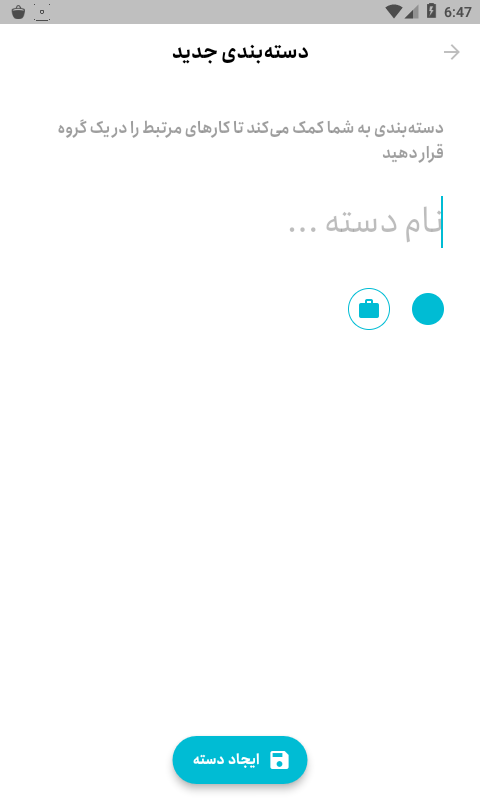 6:47
دسته‌بندی جدید
دسته‌بندی به شما کمک می‌کند تا کارهای مرتبط را در یک گروه
قرار دهید
نام دسته ...
ایجاد دسته